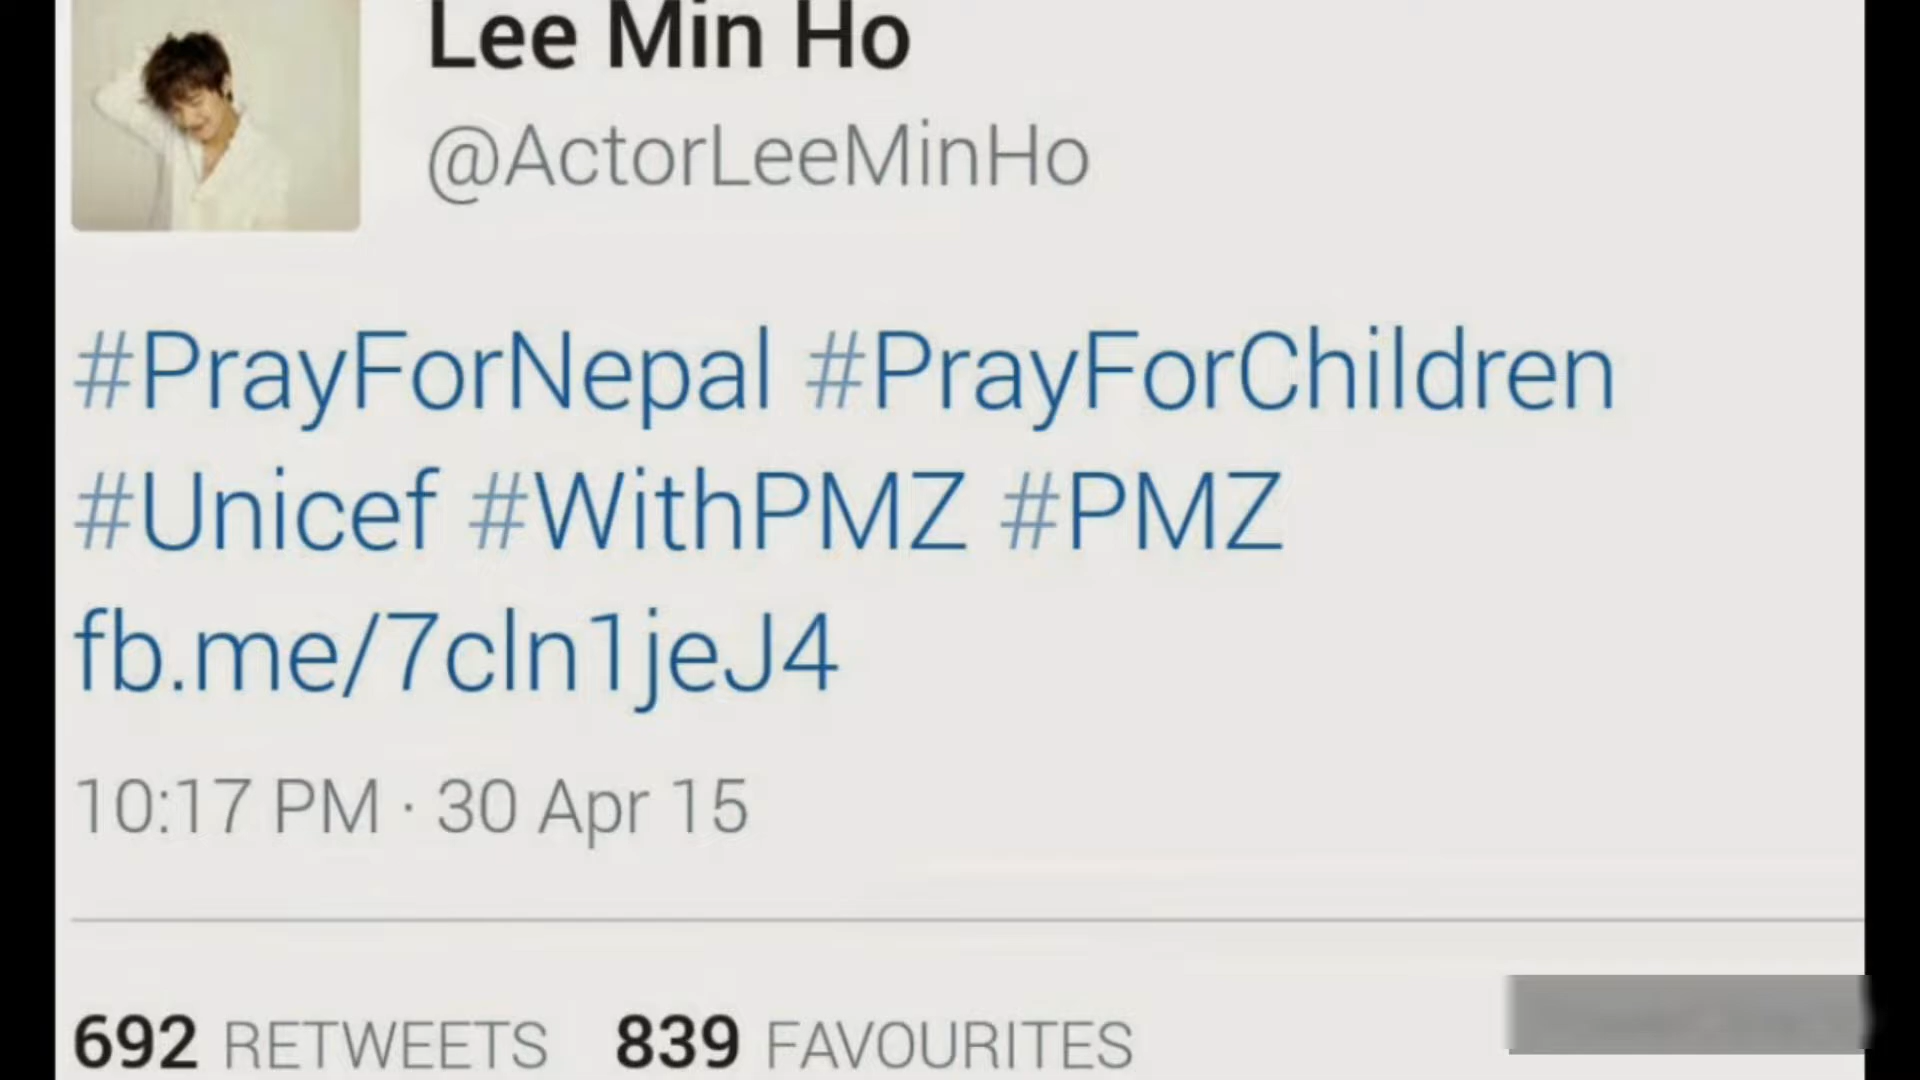 Lee Min Ho
@ActorLeeMinHo
#PrayForNepal #PrayForChildren
#Unicef #WithPMZ #PMZ
fb.me/7cln1jeJ4
10:17 PM · 30 Apr 15
692 RETWEETS 839 FAVOURITES